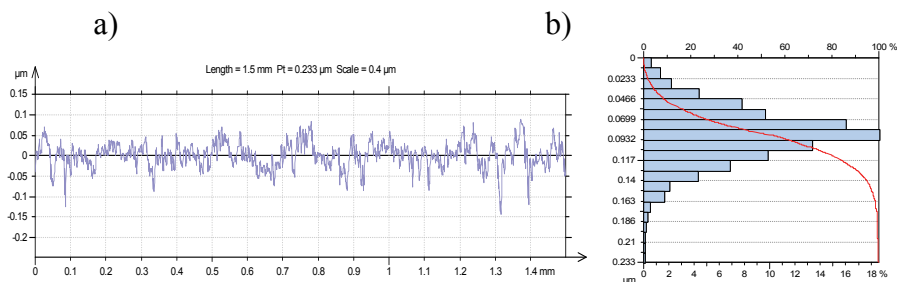 a)
b)
Length = 1.5 mm Pt = 0.233 µm Scale = 0.4 µm
µm
0.15
0.1
0.05
0
-0.05
-0.1
-0.15
-0.2
0 0.1 0.2 0.3 0.4 0.5 0.6 0.7 0.8 0.9 1 1.1 1.2 1.3 1.4 mm
0 20 40 60 80 100 %
0
0.0233
0.0466
0.0699
0.0932
0.117
0.14
0.163
0.186
0.21
0.233
µm
0 2 4 6 8 10 12 14 16 18 %